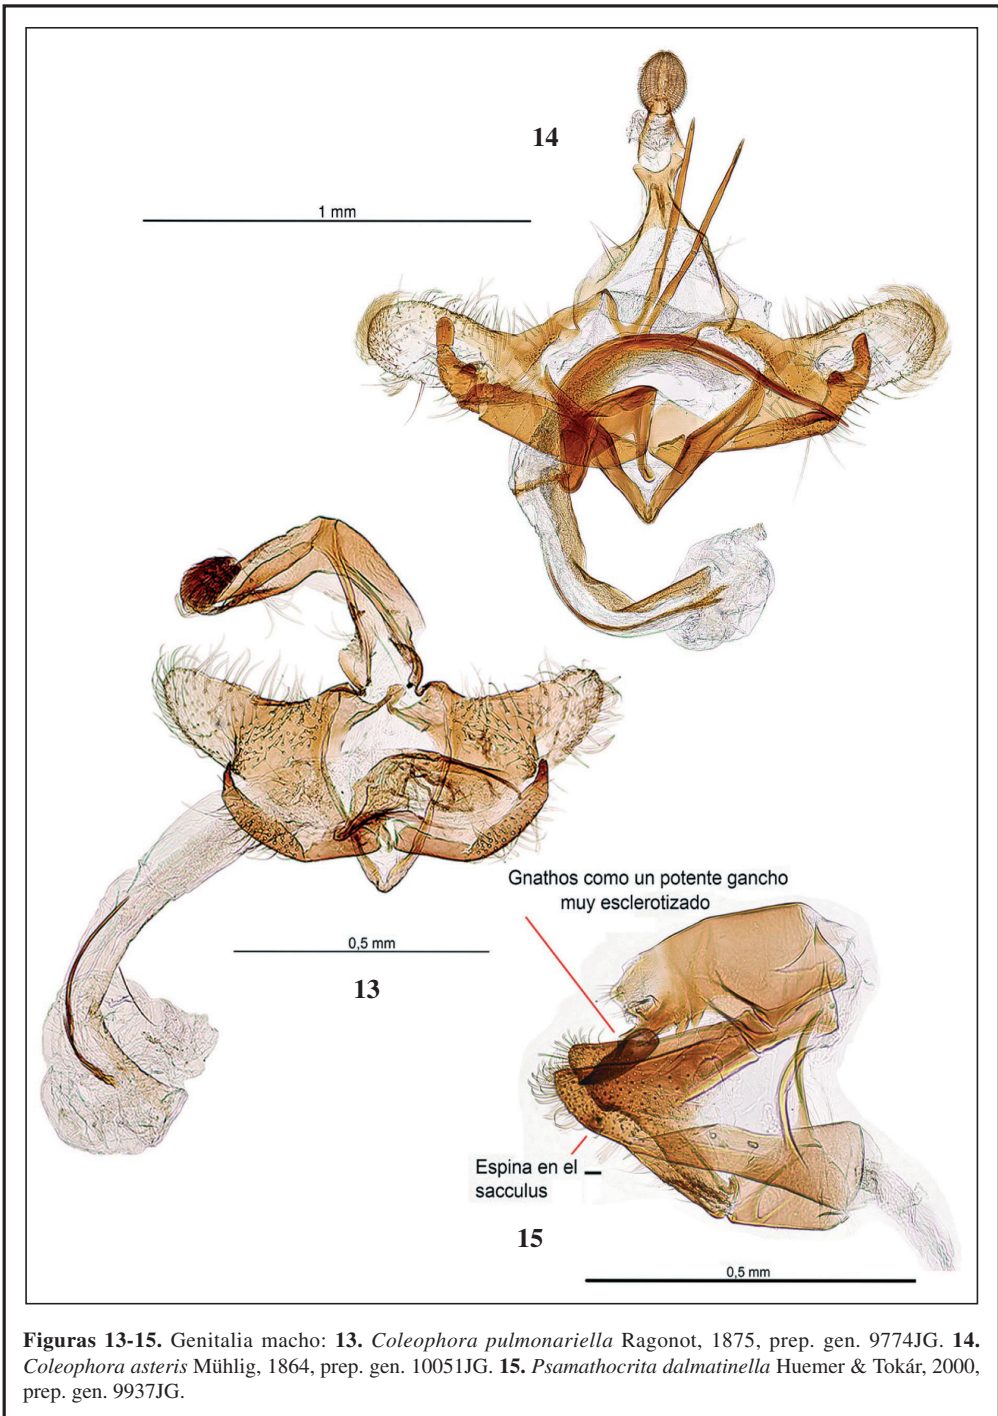 14
1 mm
0,5 mm
13
Gnathos como un potente gancho
muy esclerotizado
Espina en el
sacculus
15
0,5 mm
Figuras 13-15. Genitalia macho: 13. Coleophora pulmonariella Ragonot, 1875, prep. gen. 9774JG. 14.
Coleophora asteris Mühlig, 1864, prep. gen. 10051JG. 15. Psamathocrita dalmatinella Huemer & Tokár, 2000,
prep. gen. 9937JG.